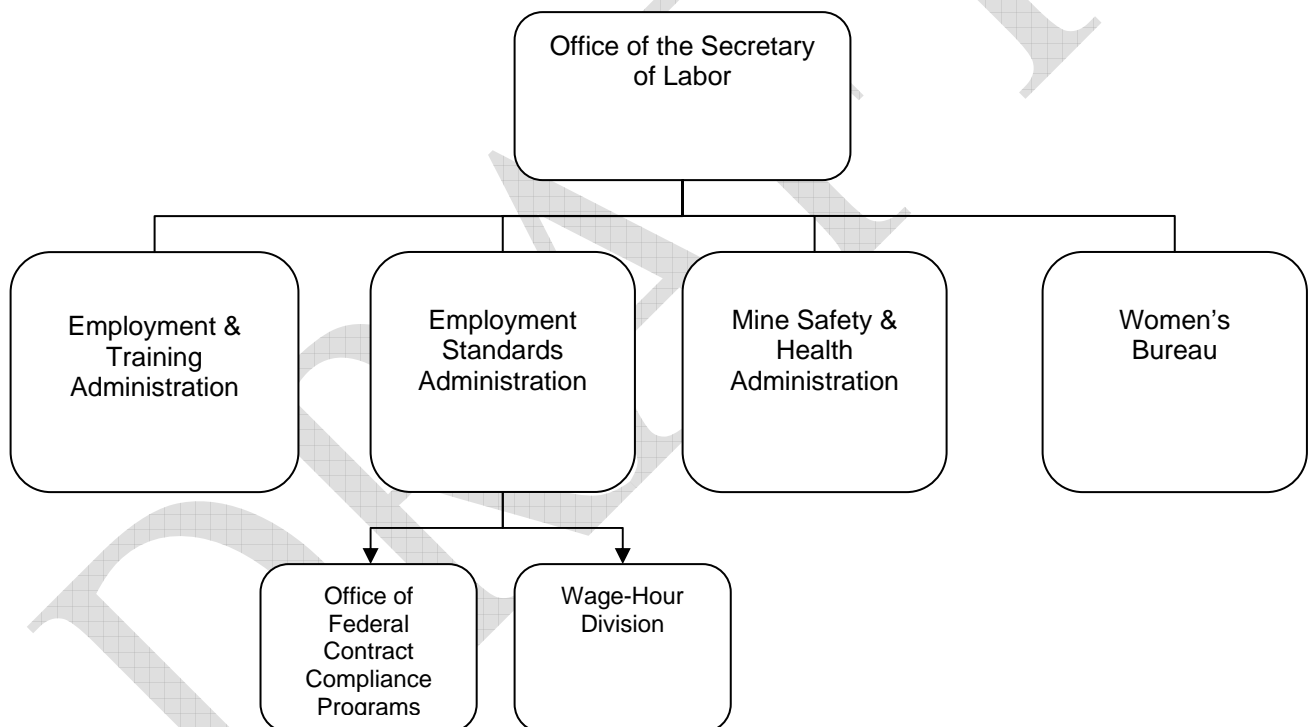 Office of the Secretary
of Labor
Employment &
Training
Administration
Employment
Standards
Administration
Mine Safety &
Health
Administration
Women’s
Bureau
Office of
Federal
Contract
Compliance
Programs
Wage-Hour
Division